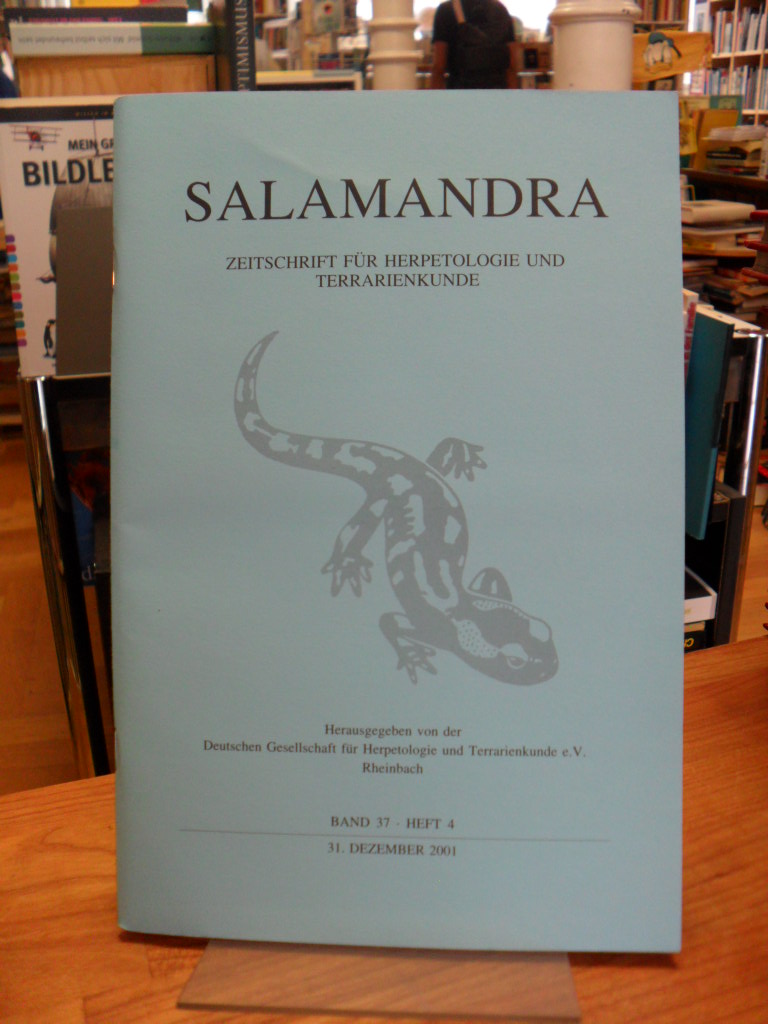 SALAMANDRA
ZEITSCHRIFT FÜR HERPETOLOGIE UND
TERRARIENKUNDE
Herausgegeben von der
Deutschen Gesellschaft für Herpetologie und Terrarienkunde e.V.
Rheinbach
BAND 37 - HEFT 4
31. DEZEMBER 2001
MEIN
BILDLE